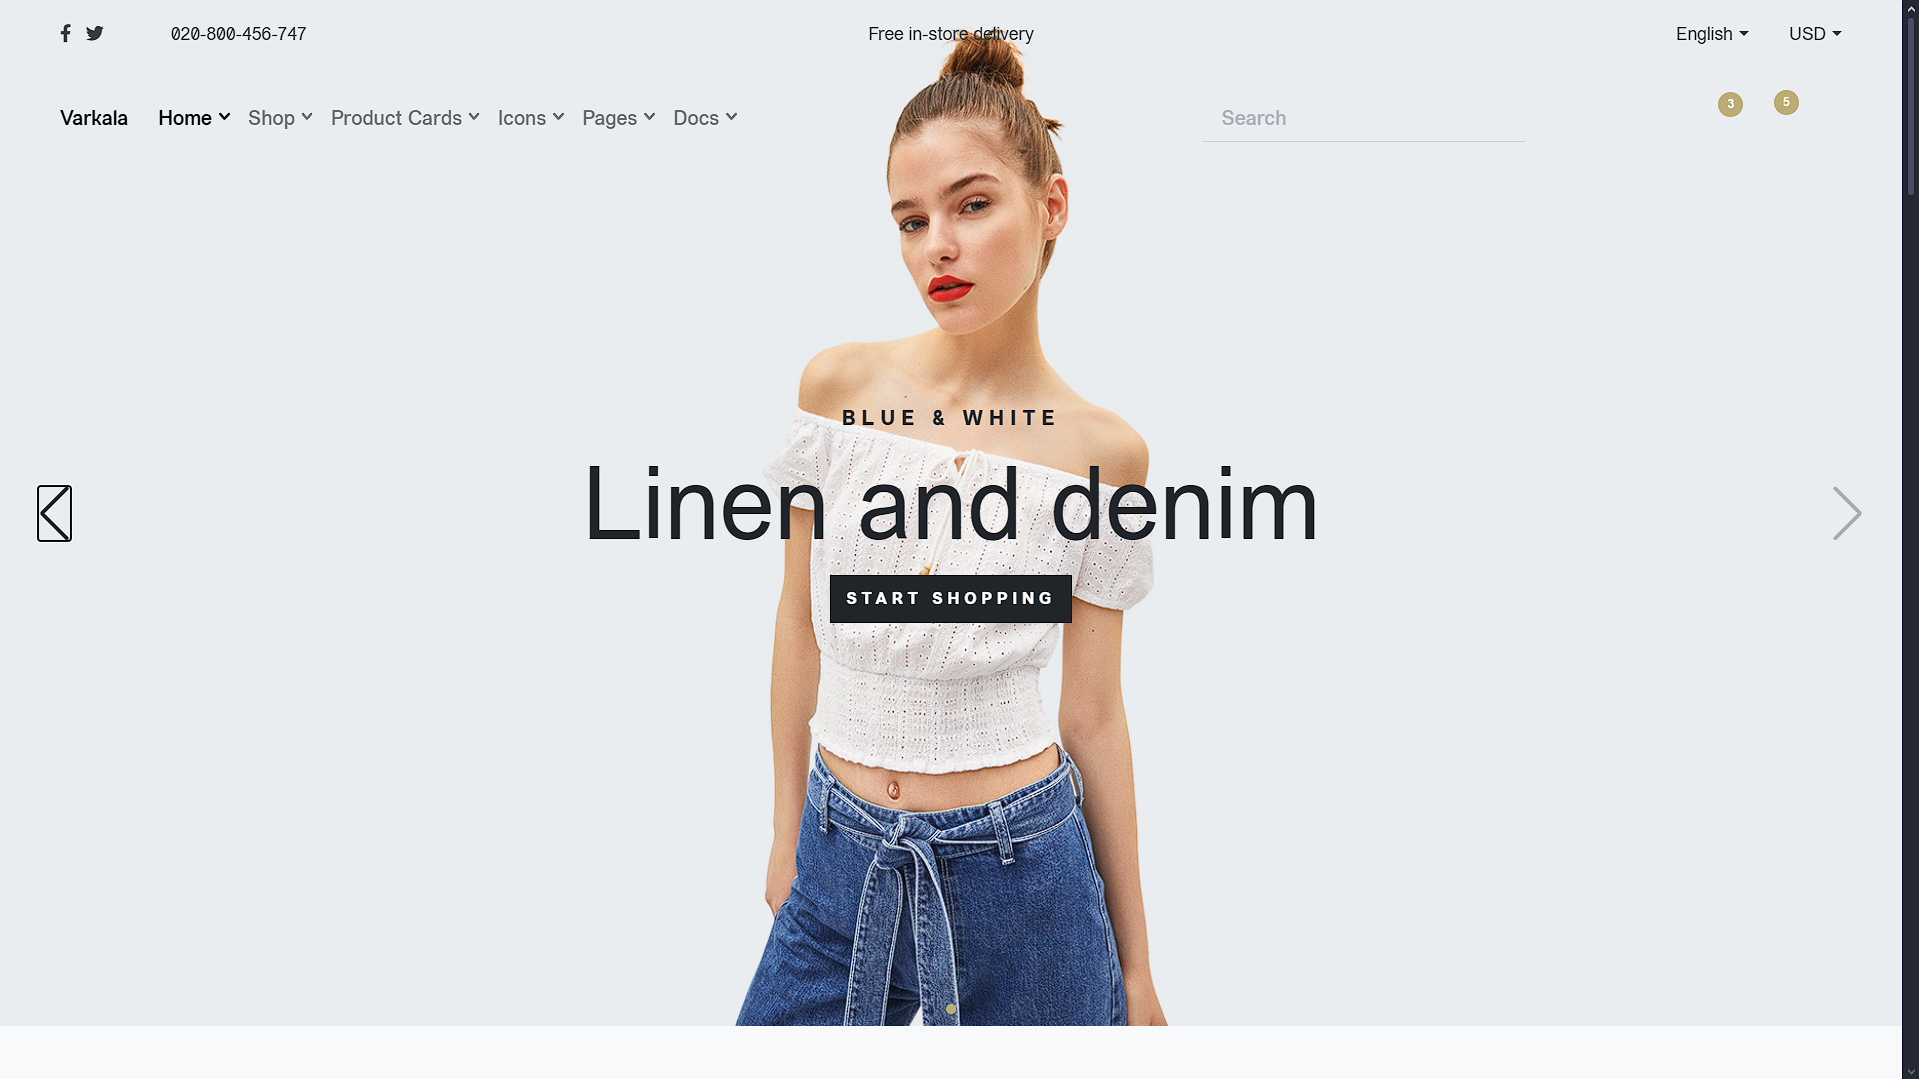 020-800-456-747
Free in-store delivery
English
USD
Varkala
Home
Shop
Product Cards
Icons
Pages
Docs
Search
3
5
BLUE & WHITE
Linen and denim
START SHOPPING